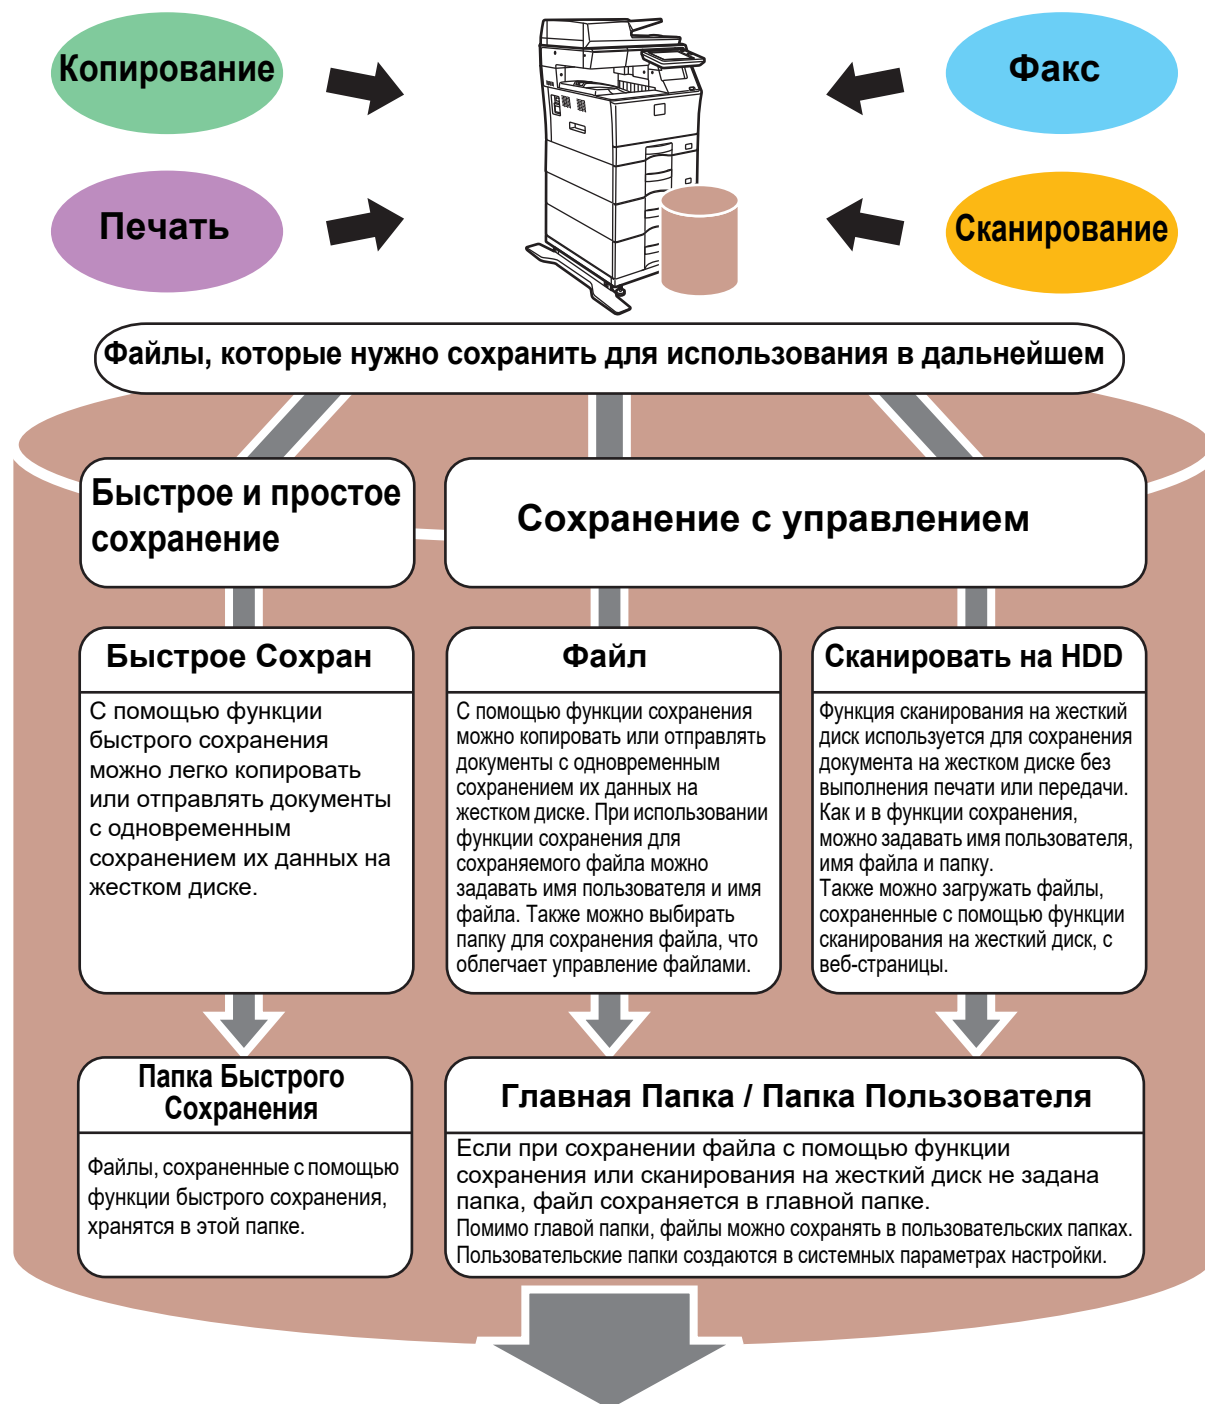 Копирование
Факс
Печать
Сканирование
Файлы, которые нужно сохранить для использования в дальнейшем
Быстрое и простое
сохранение
Сохранение с управлением
Быстрое Сохран
С помощью функции
быстрого сохранения
можно легко копировать
или отправлять документы
с одновременным
сохранением их данных на
жестком диске.
Файл
С помощью функции сохранения
можно копировать или отправлять
документы с одновременным
сохранением их данных на
жестком диске. При использовании
функции сохранения для
сохраняемого файла можно
задавать имя пользователя и имя
файла. Также можно выбирать
папку для сохранения файла, что
облегчает управление файлами.
Сканировать на HDD
Функция сканирования на жесткий
диск используется для сохранения
документа на жестком диске без
выполнения печати или передачи.
Как и в функции сохранения,
можно задавать имя пользователя,
имя файла и папку.
Также можно загружать файлы,
сохраненные с помощью функции
сканирования на жесткий диск, с
веб-страницы.
Папка Быстрого
Сохранения
Файлы, сохраненные с помощью
функции быстрого сохранения,
хранятся в этой папке.
Главная Папка / Папка Пользователя
Если при сохранении файла с помощью функции
сохранения или сканирования на жесткий диск не задана
папка, файл сохраняется в главной папке.
Помимо главой папки, файлы можно сохранять в пользовательских папках.
Пользовательские папки создаются в системных параметрах настройки.